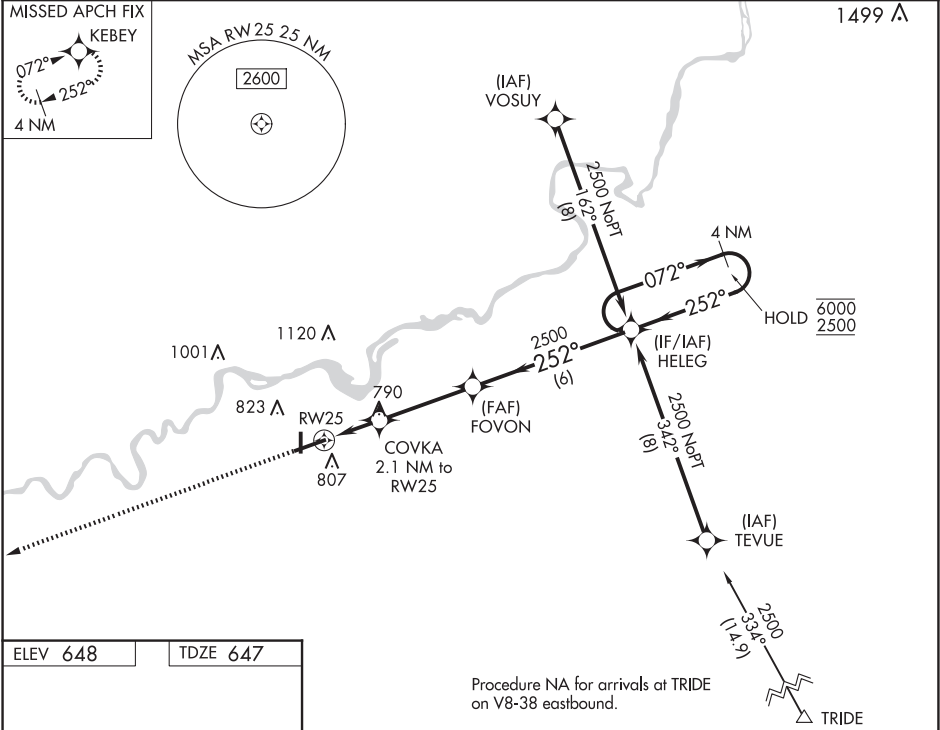 MISSED APCH FIX
KEBEY
072°
252°
4 NM
MSA RW25 25 NM
2600
1499
(IAF)
VOSUY
2500 NoPT
162°
(8)
4 NM
072°
252°
HOLD 6000
2500
(IF/IAF)
HELEG
2500
252°
(6)
1120
1001
823
790
RW25
807
(FAF)
FOVON
COVKA
2.1 NM to
RW25
2500 NoPT
342°
(8)
(IAF)
TEVUE
2500
334°
(14.9)
TRIDE
ELEV 648
TDZE 647
Procedure NA for arrivals at TRIDE
on V8-38 eastbound.